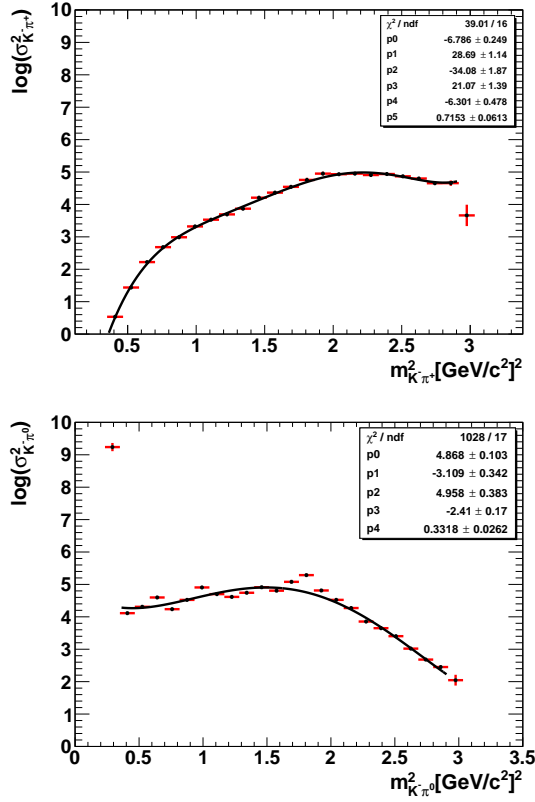 log(σ²_{K⁻π⁺})
10
9
8
7
6
5
4
3
2
1
0
χ² / ndf 39.01 / 16
p0 -6.786 ± 0.249
p1 28.69 ± 1.14
p2 -34.08 ± 1.87
p3 21.07 ± 1.39
p4 -6.301 ± 0.478
p5 0.7153 ± 0.0613
0.5 1 1.5 2 2.5 3
m²_{K⁻π⁺}[GeV/c²]²
log(σ²_{K⁻π⁰})
10
9
8
7
6
5
4
3
2
1
0
χ² / ndf 1028 / 17
p0 4.868 ± 0.103
p1 -3.109 ± 0.342
p2 4.958 ± 0.383
p3 -2.41 ± 0.17
p4 0.3318 ± 0.0262
0 0.5 1 1.5 2 2.5 3 3.5
m²_{K⁻π⁰}[GeV/c²]²